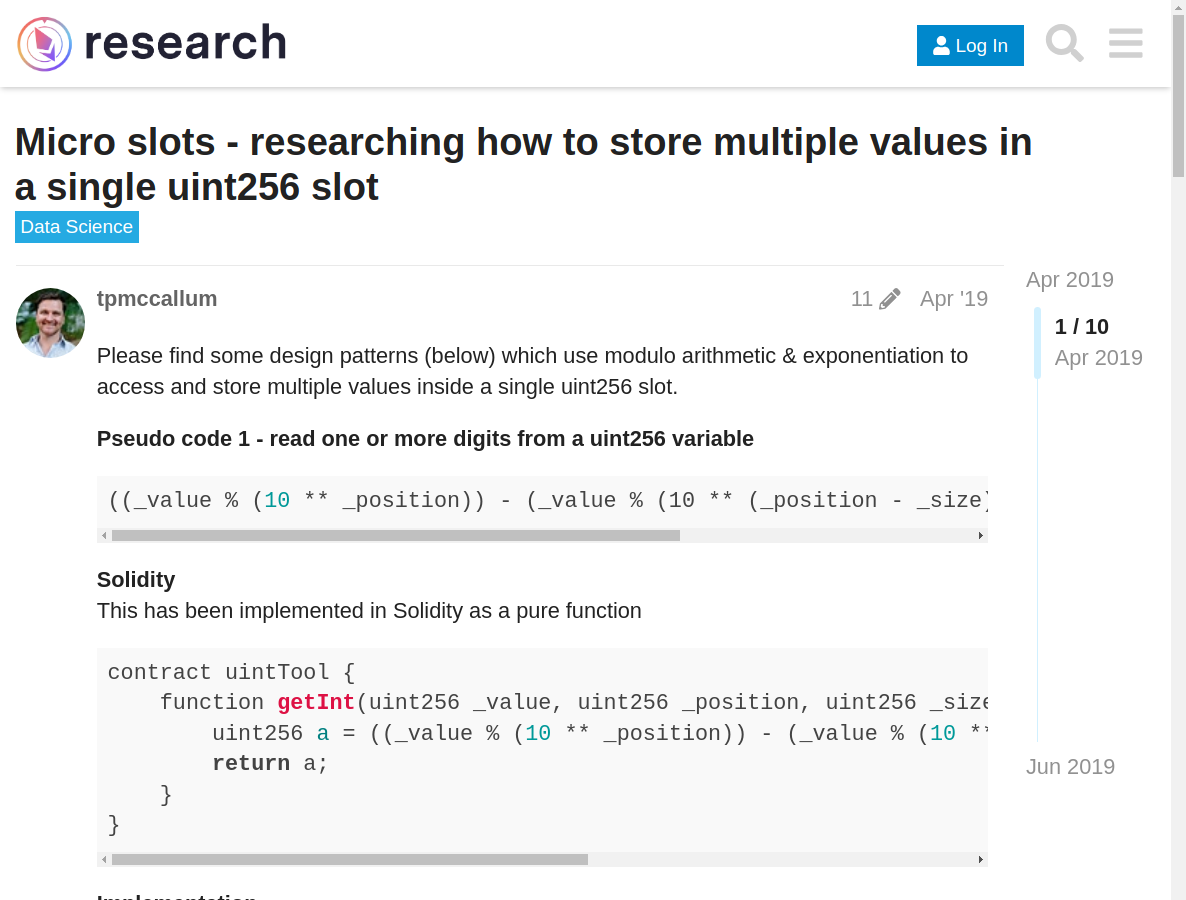 research
Log In
Micro slots - researching how to store multiple values in
a single uint256 slot
Data Science
tpmccallum
11
Apr '19
Please find some design patterns (below) which use modulo arithmetic & exponentiation to
access and store multiple values inside a single uint256 slot.
Pseudo code 1 - read one or more digits from a uint256 variable
((_value % (10 ** _position)) - (_value % (10 ** (_position - _size)
Solidity
This has been implemented in Solidity as a pure function
contract uintTool {
    function getInt(uint256 _value, uint256 _position, uint256 _size
        uint256 a = ((_value % (10 ** _position)) - (_value % (10 **
        return a;
    }
}
Implementation
Apr 2019
1 / 10
Apr 2019
Jun 2019